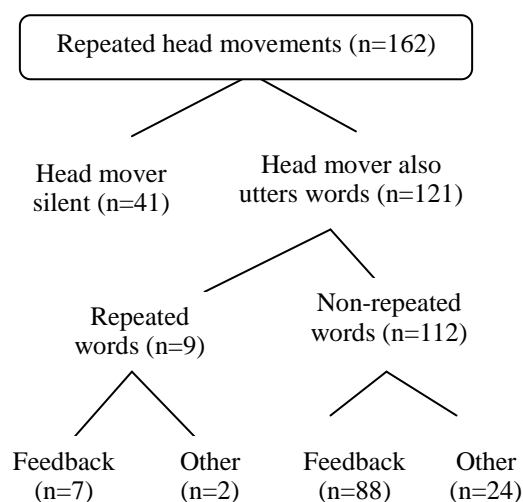 Repeated head movements (n=162)
Head mover
silent (n=41)
Head mover also
utters words (n=121)
Repeated
words (n=9)
Non-repeated
words (n=112)
Feedback
(n=7)
Other
(n=2)
Feedback
(n=88)
Other
(n=24)